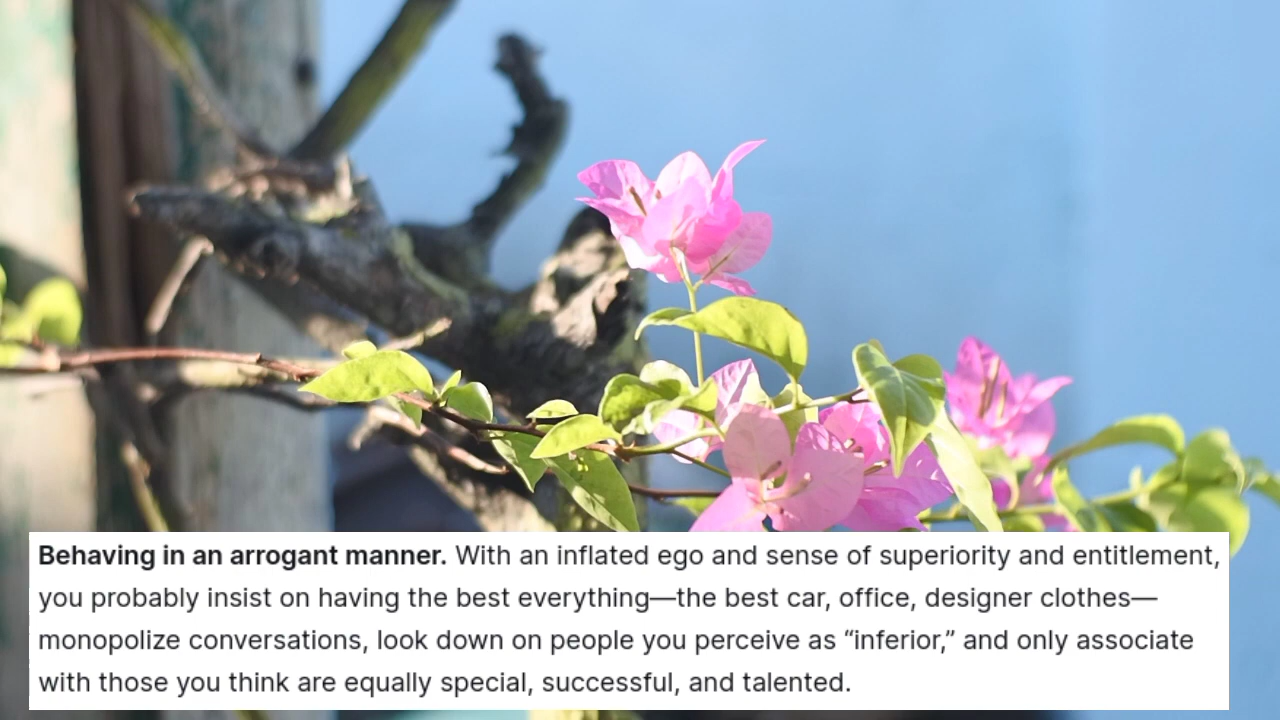 Behaving in an arrogant manner. With an inflated ego and sense of superiority and entitlement,
you probably insist on having the best everything—the best car, office, designer clothes—
monopolize conversations, look down on people you perceive as “inferior,” and only associate
with those you think are equally special, successful, and talented.